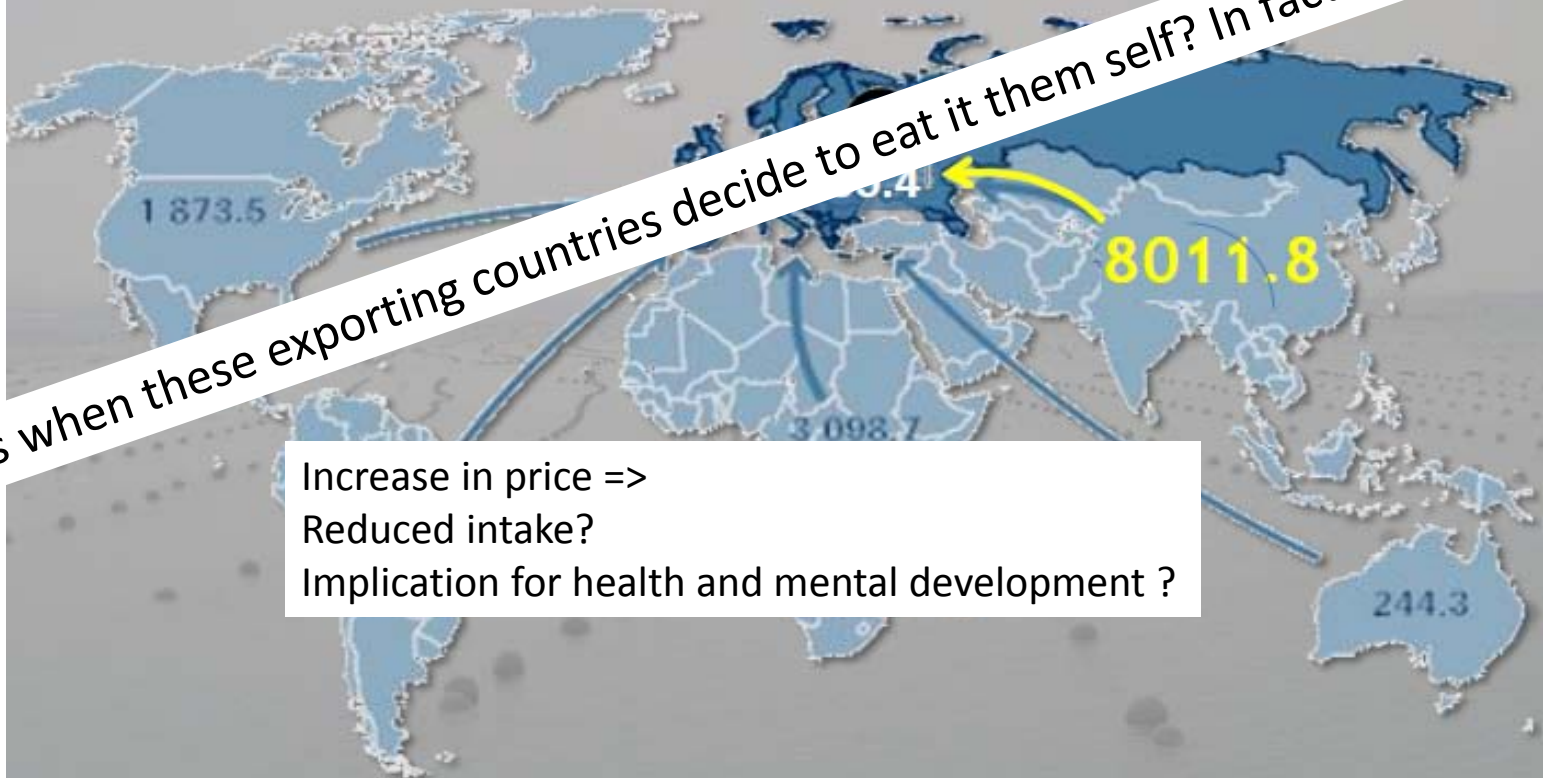 when these exporting countries decide to eat it them self? In
1 873.5
8011.8
3 098.7
Increase in price =>
Reduced intake?
Implication for health and mental development ?
244.3